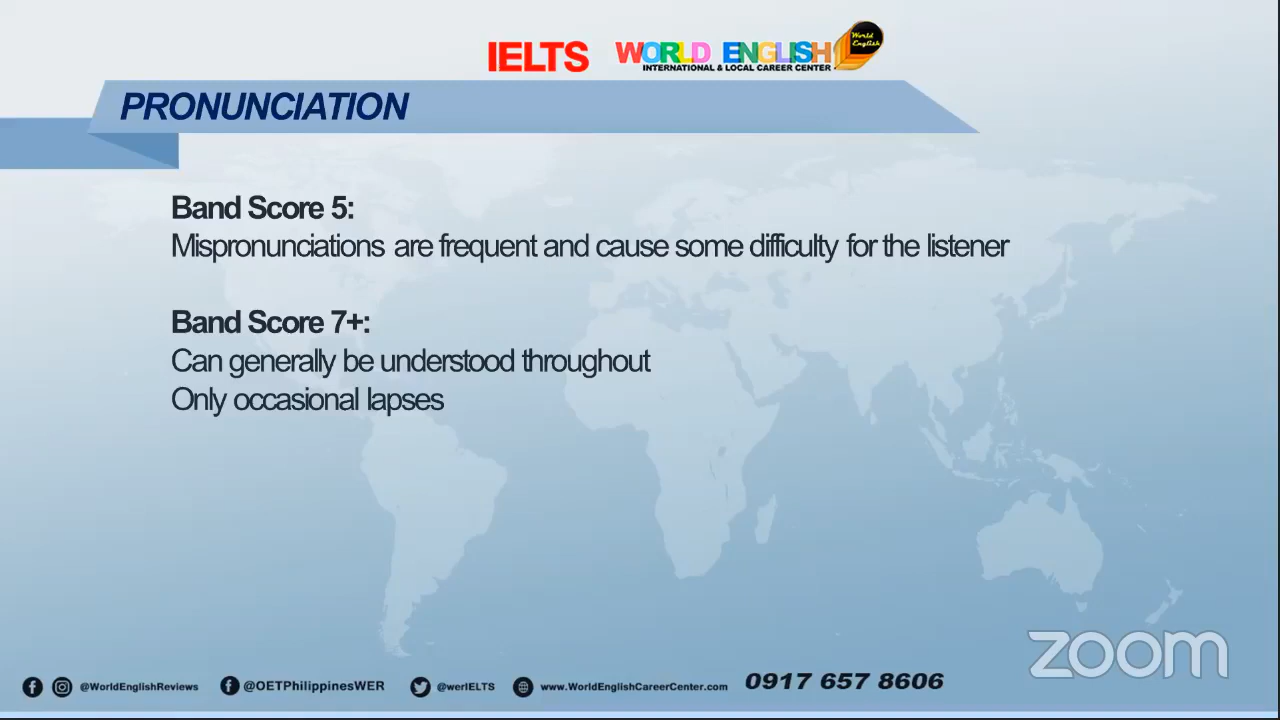 IELTS WORLD ENGLISH World English
INTERNATIONAL & LOCAL CAREER CENTER
PRONUNCIATION
Band Score 5:
Mispronunciations are frequent and cause some difficulty for the listener
Band Score 7+:
Can generally be understood throughout
Only occasional lapses
zoom
@WorldEnglishReviews @OETPhilippinesWER @werIELTS www.WorldEnglishCareerCenter.com 0917 657 8606